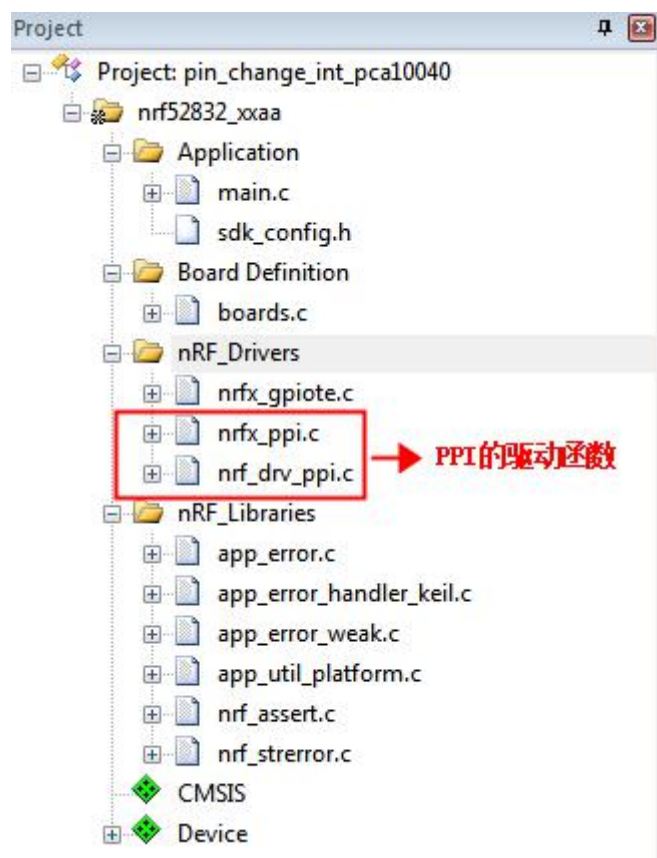 Project
Project: pin_change_int_pca10040
nrf52832_xxaa
Application
main.c
sdk_config.h
Board Definition
boards.c
nRF_Drivers
nrfx_gpiote.c
nrfx_ppi.c
nrf_drv_ppi.c
PPI的驱动函数
nRF_Libraries
app_error.c
app_error_handler_keil.c
app_error_weak.c
app_util_platform.c
nrf_assert.c
nrf_strerror.c
CMSIS
Device